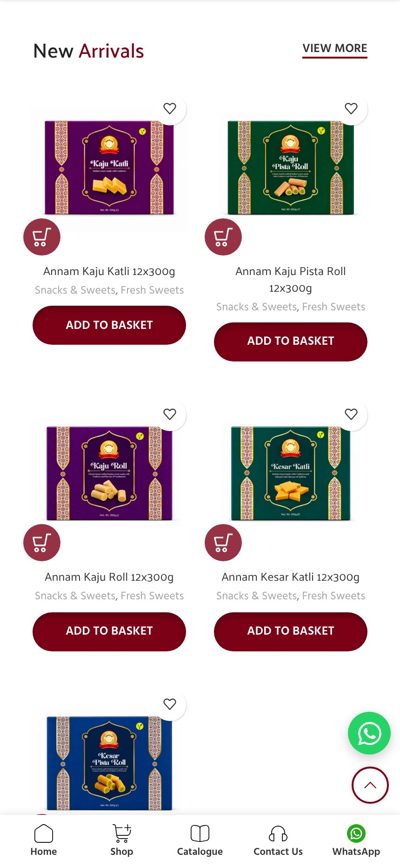 New Arrivals
VIEW MORE
Kaju Katli
Kaju
Pista Roll
Annam Kaju Katli 12x300g
Snacks & Sweets, Fresh Sweets
ADD TO BASKET
Annam Kaju Pista Roll
12x300g
Snacks & Sweets, Fresh Sweets
ADD TO BASKET
Kaju Roll
Kesar Katli
Annam Kaju Roll 12x300g
Snacks & Sweets, Fresh Sweets
ADD TO BASKET
Annam Kesar Katli 12x300g
Snacks & Sweets, Fresh Sweets
ADD TO BASKET
Kesar
Pista Roll
Home
Shop
Catalogue
Contact Us
WhatsApp